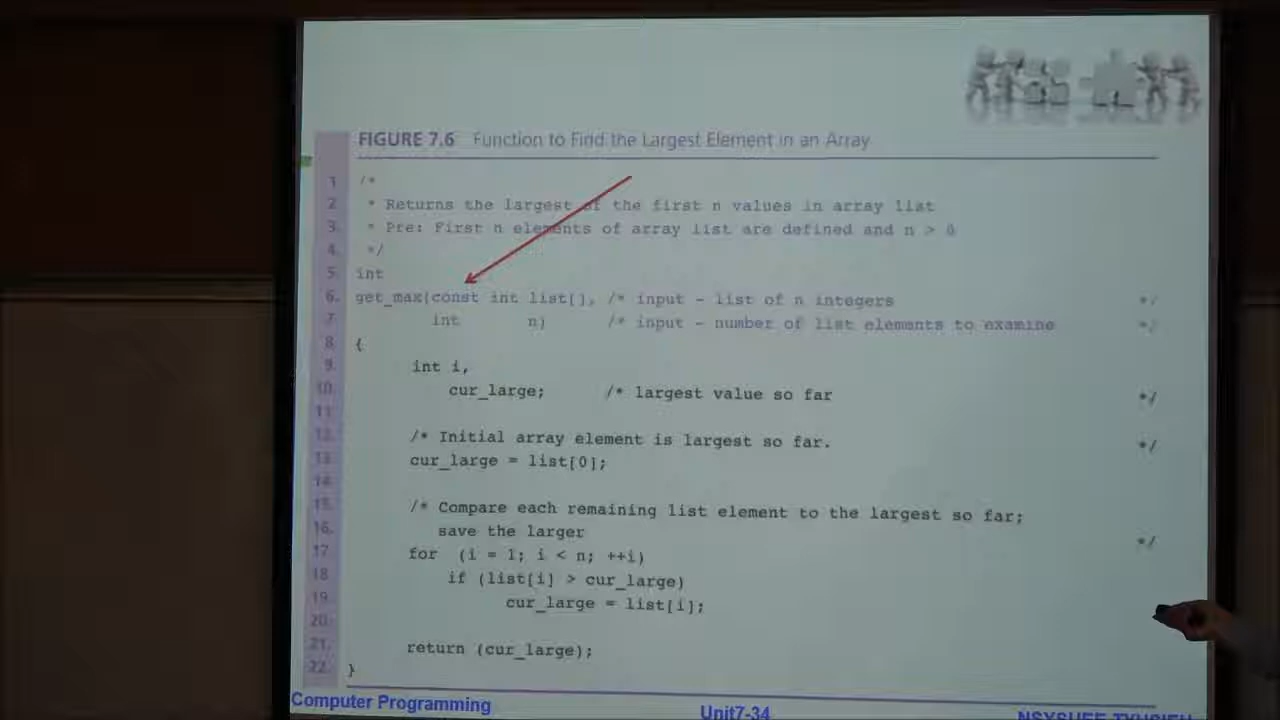 FIGURE 7.6 Function to Find the Largest Element in an Array
1 /*
2 * Returns the largest of the first n values in array list
3. * Pre: First n elements of array list are defined and n > 0
4. */
5. int
6. get_max(const int list[], /* input - list of n integers */
7 int n) /* input - number of list elements to examine */
8 {
9. int i,
10. cur_large; /* largest value so far */
11
12. /* Initial array element is largest so far. */
13. cur_large = list[0];
14
15. /* Compare each remaining list element to the largest so far;
16. save the larger */
17. for (i = 1; i < n; ++i)
18 if (list[i] > cur_large)
19. cur_large = list[i];
20.
21. return (cur_large);
22. }
Computer Programming Unit7-34